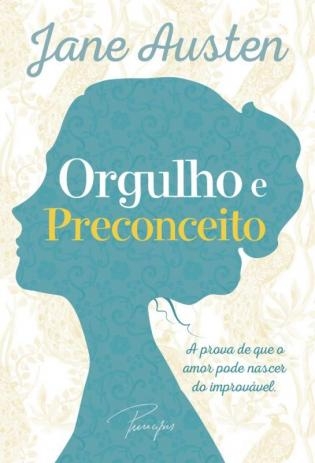 Jane Austen
Orgulho e
Preconceito
A prova de que o
amor pode nascer
do improvável.
Principis